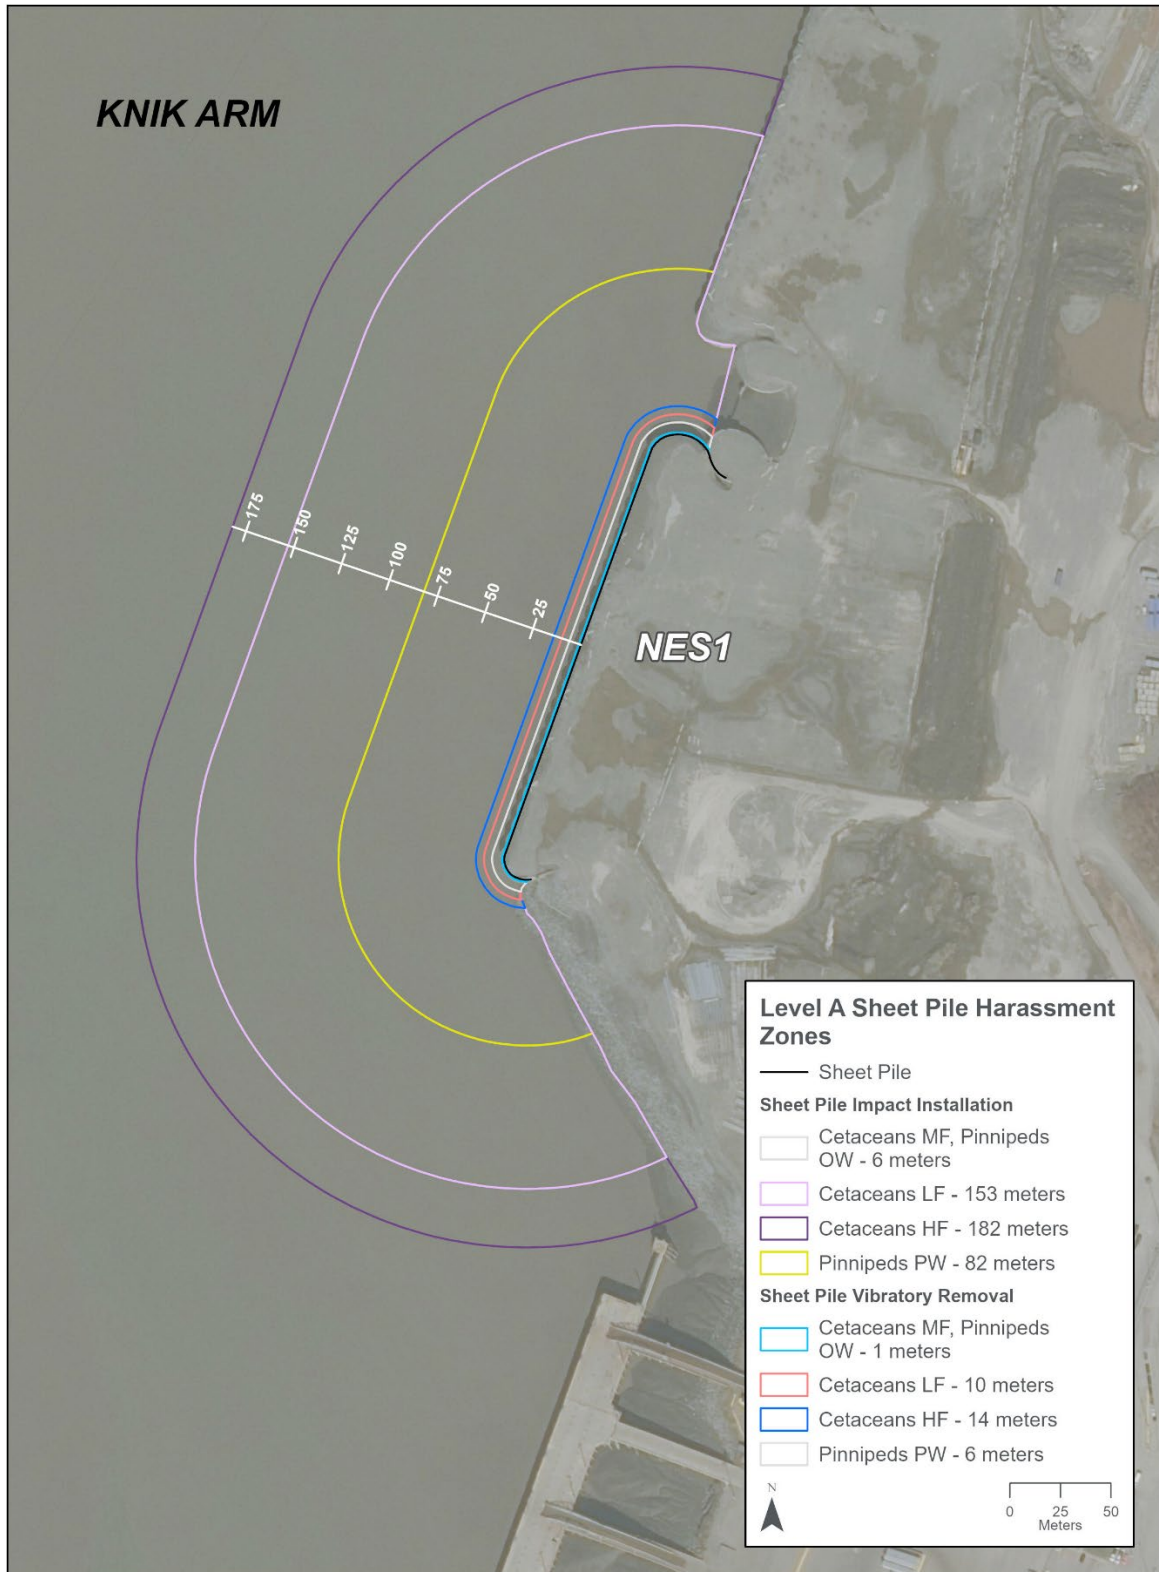 KNIK ARM
175
150
125
100
75
50
25
NES1
Level A Sheet Pile Harassment
Zones
Sheet Pile
Sheet Pile Impact Installation
Cetaceans MF, Pinnipeds
OW - 6 meters
Cetaceans LF - 153 meters
Cetaceans HF - 182 meters
Pinnipeds PW - 82 meters
Sheet Pile Vibratory Removal
Cetaceans MF, Pinnipeds
OW - 1 meters
Cetaceans LF - 10 meters
Cetaceans HF - 14 meters
Pinnipeds PW - 6 meters
N
0 25 50
Meters